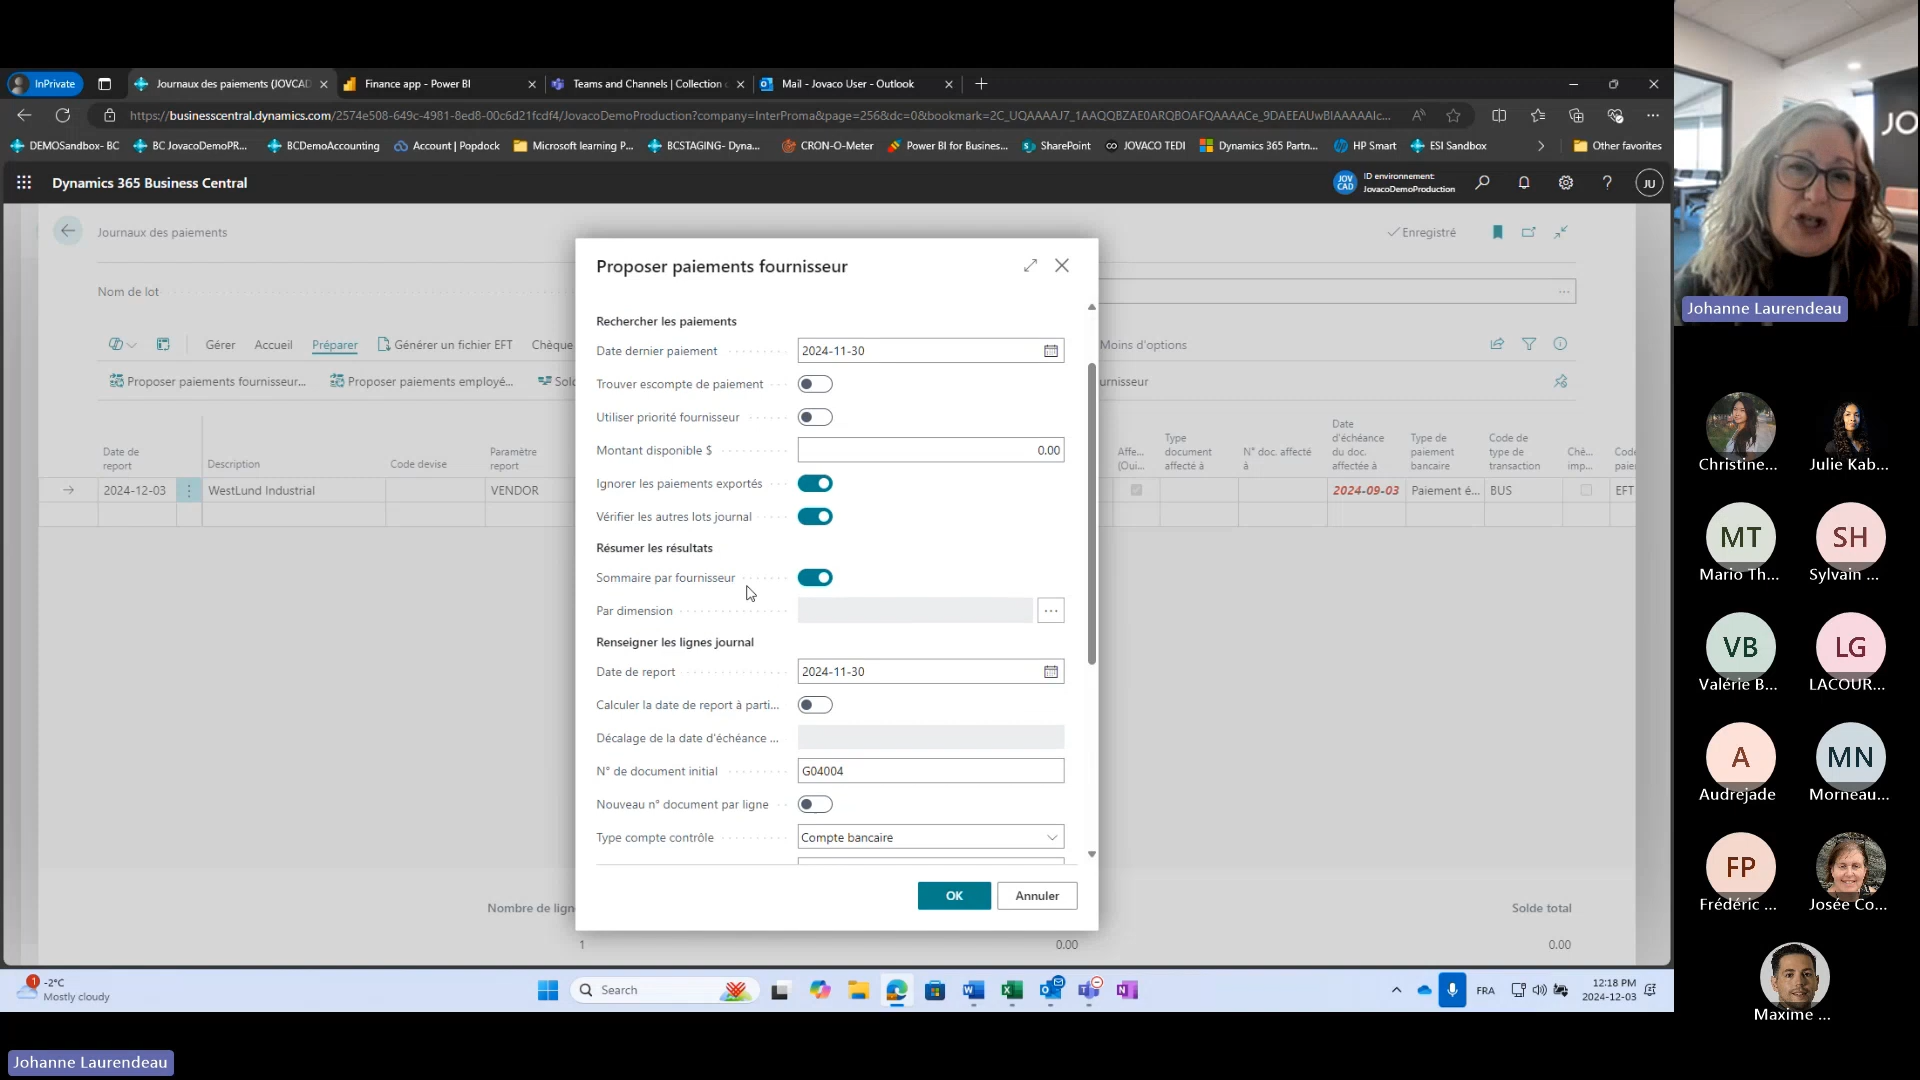 InPrivate
Journaux des paiements (JOVCAD
Finance app - Power BI
Teams and Channels | Collection
Mail - Jovaco User - Outlook
https://businesscentral.dynamics.com/2574e508-649c-4981-8ed8-00c6d21fcdf4/JovacoDemoProduction?company=InterProma&page=256&dc=0&bookmark=2C_UQAAAAJ7_1AAQQBZAE0ARQBOAFQAAAACe_9DAEEAUwBIAAAAAIc...
DEMOSandbox- BC
BC JovacoDemoPR...
BCDemoAccounting
Account | Popdock
Microsoft learning P...
BCSTAGING- Dyna...
CRON-O-Meter
Power BI for Busines...
SharePoint
JOVACO TEDI
Dynamics 365 Partn...
HP Smart
ESI Sandbox
Other favorites
Dynamics 365 Business Central
JOV
CAD
ID environnement:
JovacoDemoProduction
JU
Journaux des paiements
Enregistré
Nom de lot
Gérer
Accueil
Préparer
Générer un fichier EFT
Chèque
Moins d'options
Proposer paiements fournisseur...
Proposer paiements employé...
Sol
urnisseur
Date de
report
Description
Code devise
Paramètre
report
Affe...
(Oui...
Type
document
affecté à
N° doc. affecté
à
Date
d'échéance
du doc.
affectée à
Type de
paiement
bancaire
Code de
type de
transaction
Chè...
imp...
Code
paie
2024-12-03
WestLund Industrial
VENDOR
2024-09-03
Paiement é...
BUS
EFT
Nombre de lign
1
0.00
Solde total
0.00
Proposer paiements fournisseur
Rechercher les paiements
Date dernier paiement
2024-11-30
Trouver escompte de paiement
Utiliser priorité fournisseur
Montant disponible $
0.00
Ignorer les paiements exportés
Vérifier les autres lots journal
Résumer les résultats
Sommaire par fournisseur
Par dimension
Renseigner les lignes journal
Date de report
2024-11-30
Calculer la date de report à parti...
Décalage de la date d'échéance ...
N° de document initial
G04004
Nouveau n° document par ligne
Type compte contrôle
Compte bancaire
OK
Annuler
1
-2°C
Mostly cloudy
Search
FRA
12:18 PM
2024-12-03
Johanne Laurendeau
JO
Johanne Laurendeau
Christine...
Julie Kab...
MT
Mario Th...
SH
Sylvain ...
VB
Valérie B...
LG
LACOUR...
A
Audrejade
MN
Morneau...
FP
Frédéric ...
Josée Co...
Maxime ...